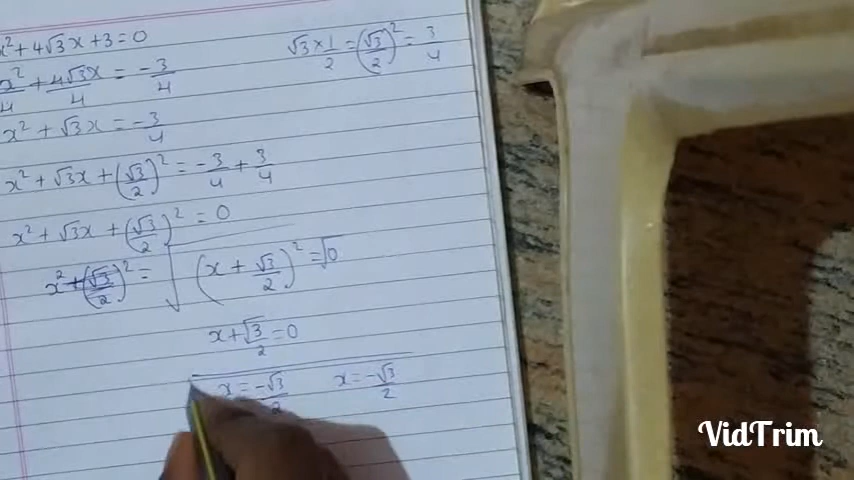 x² + 4√3x + 3 = 0
√3 × 1/2 = (√3/2)² = 3/4
x²/4 + 4√3x/4 = -3/4
x² + √3x = -3/4
x² + √3x + (√3/2)² = -3/4 + 3/4
x² + √3x + (√3/2)² = 0
x² + (√3/2)² = √(x + √3/2)² = √0
x + √3/2 = 0
x = -√3/2 x = -√3/2
VidTrim